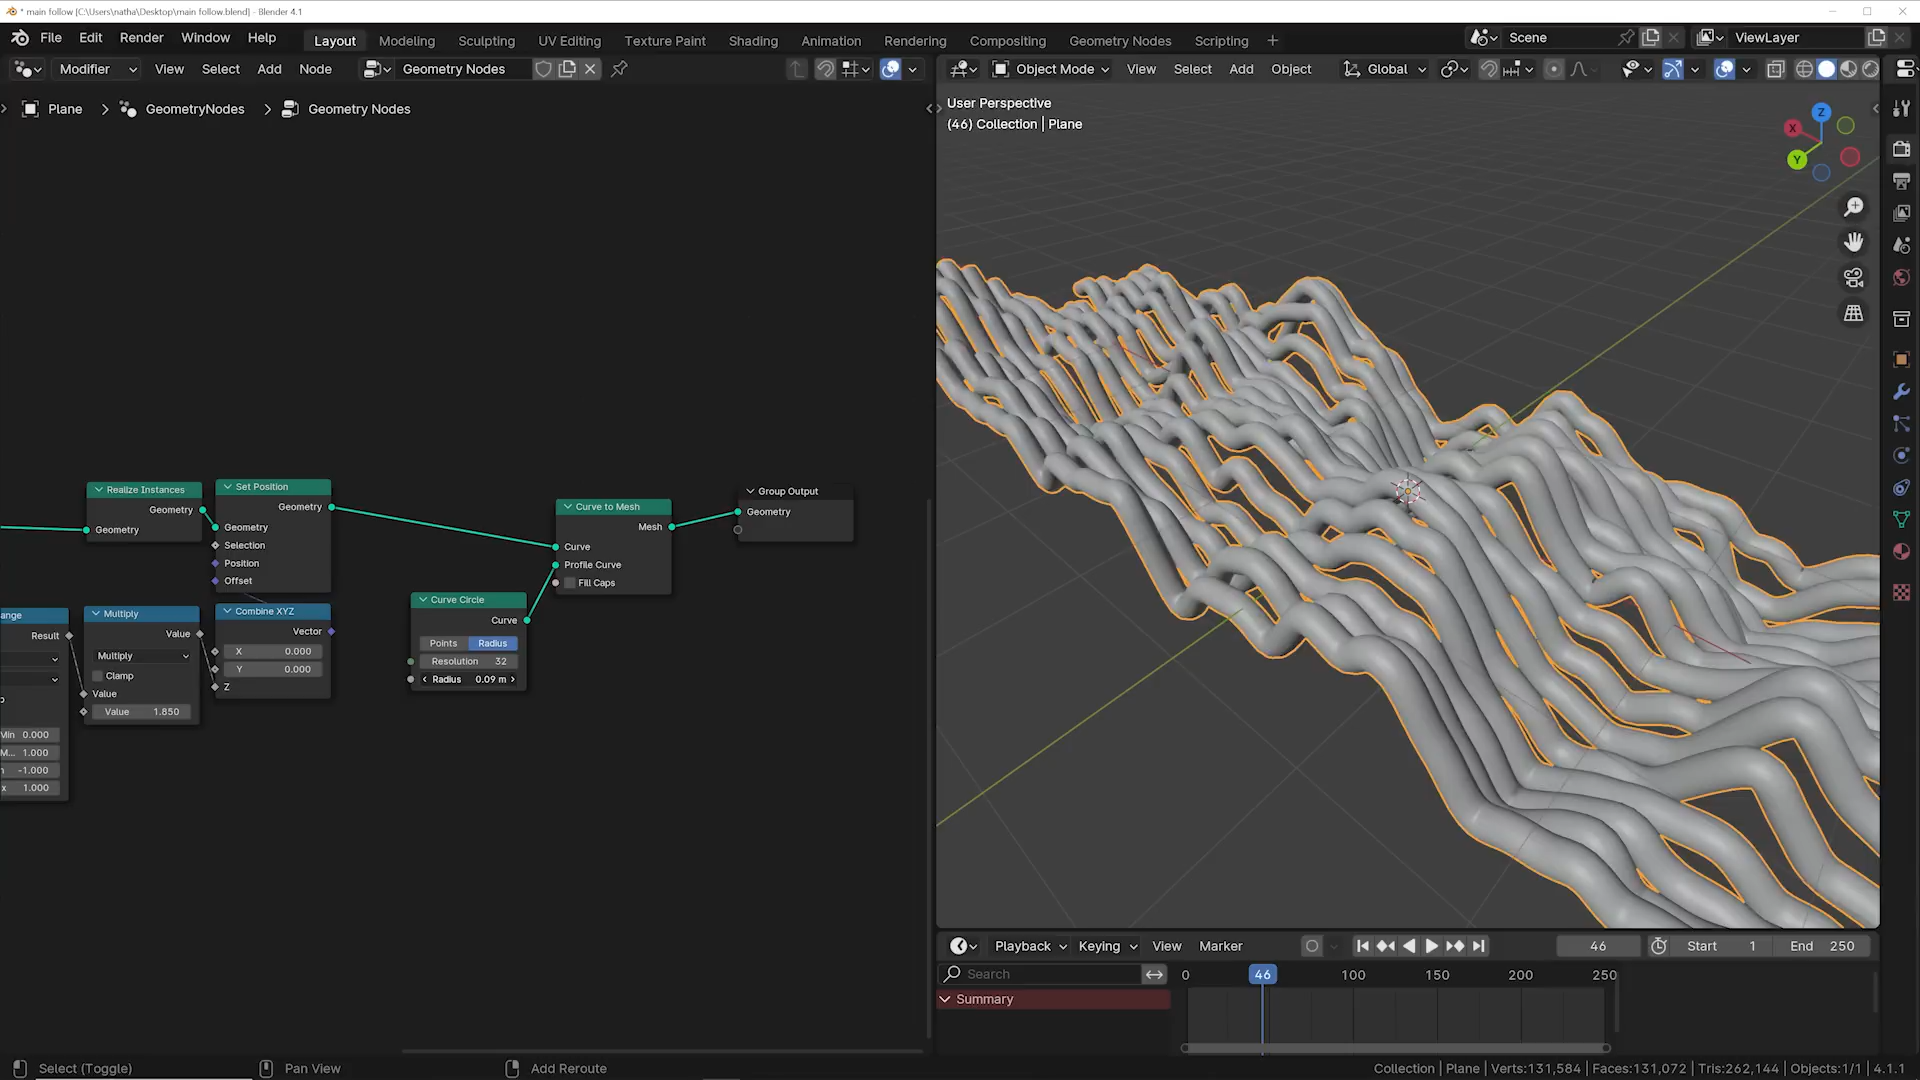 * main follow [C:\Users\natha\Desktop\main follow.blend] - Blender 4.1
File Edit Render Window Help
Layout Modeling Sculpting UV Editing Texture Paint Shading Animation Rendering Compositing Geometry Nodes Scripting +
Scene
ViewLayer
Modifier View Select Add Node Geometry Nodes
Object Mode View Select Add Object Global
Plane > GeometryNodes > Geometry Nodes
User Perspective
(46) Collection | Plane
Z
X
Y
Realize Instances
Geometry
Geometry
Set Position
Geometry
Geometry
Selection
Position
Offset
Curve to Mesh
Mesh
Curve
Profile Curve
Fill Caps
Group Output
Geometry
Curve Circle
Curve
Points Radius
Resolution 32
Radius 0.09 m
ange
Result
Min 0.000
M... 1.000
-1.000
x 1.000
Multiply
Value
Multiply
Clamp
Value
Value 1.850
Combine XYZ
Vector
X 0.000
Y 0.000
Z
Playback Keying View Marker
46
Start 1
End 250
Search
0 46 100 150 200 250
Summary
Select (Toggle) Pan View Add Reroute
Collection | Plane | Verts:131,584 | Faces:131,072 | Tris:262,144 | Objects:1/1 | 4.1.1